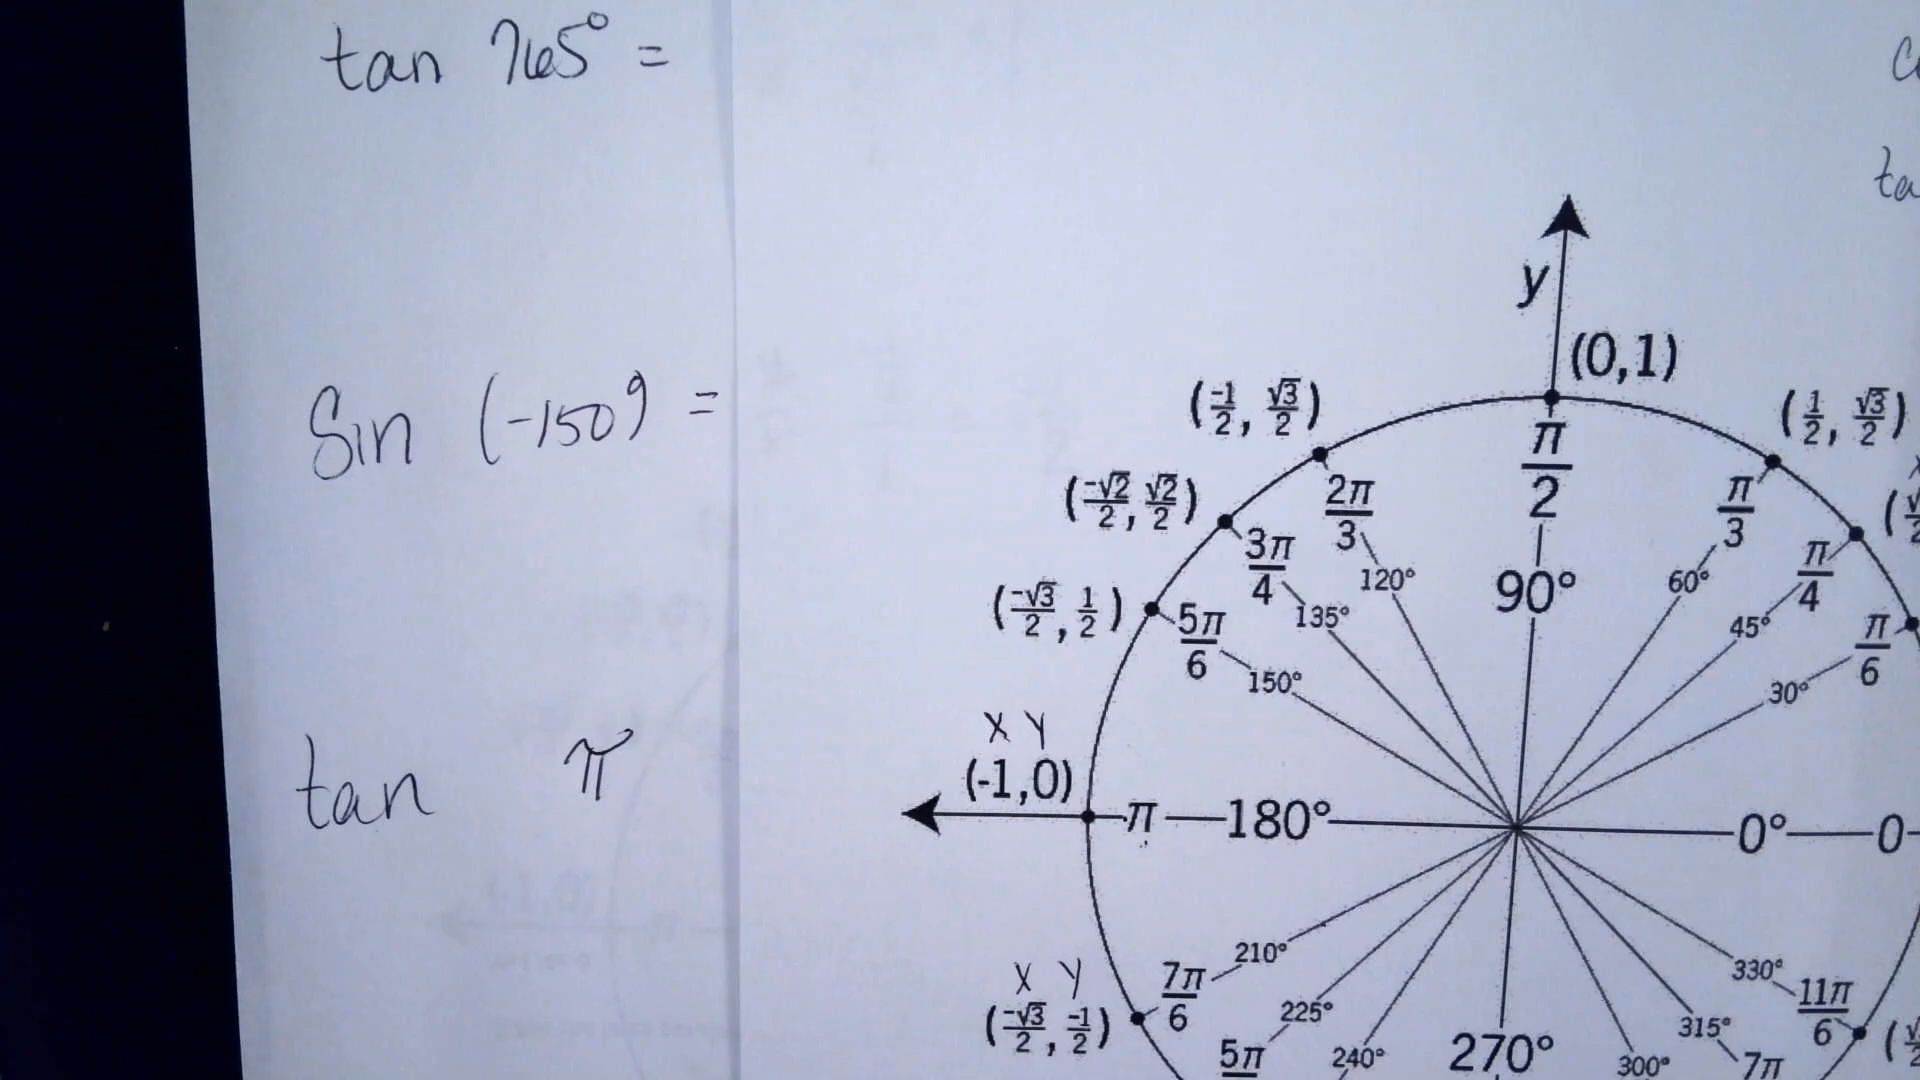 tan 765° =
y
(0,1)
(-1/2, √3/2)
(1/2, √3/2)
π/2
(-√2/2, √2/2)
2π/3
π/3
Sin (-150°) =
3π/4
π/4
120°
90°
60°
(-√3/2, 1/2)
5π/6
135°
45°
π/6
150°
30°
X Y
(-1,0)
tan π
π 180° 0° 0
210°
330°
X Y
7π/6
11π/6
(-√3/2, -1/2)
225°
315°
5π
240°
270°
300°
7π